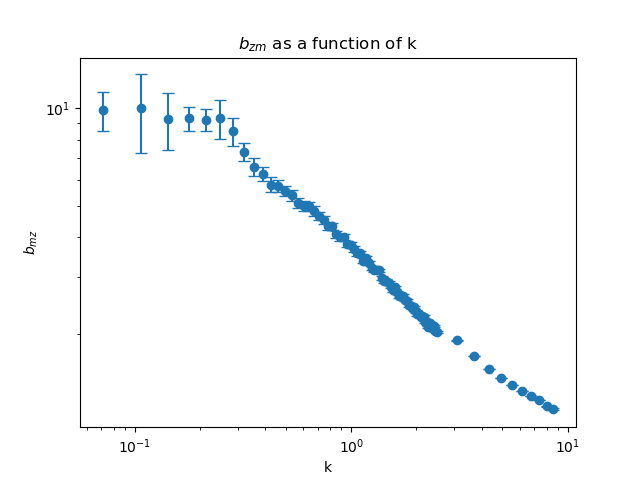 b_{zm} as a function of k
b_{mz}
10^1
10^{-1}
10^0
10^1
k